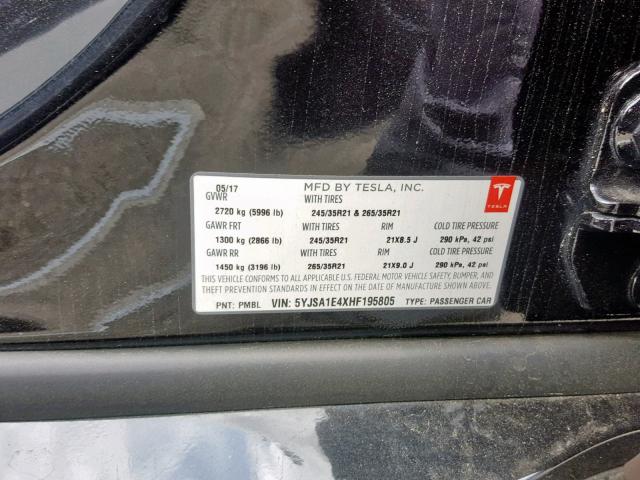 05/17 MFD BY TESLA, INC.
GVWR WITH TIRES
TESLA
2720 kg (5996 lb) 245/35R21 & 265/35R21
GAWR FRT WITH TIRES RIM COLD TIRE PRESSURE
1300 kg (2866 lb) 245/35R21 21X8.5 J 290 kPa, 42 psi
GAWR RR WITH TIRES RIM COLD TIRE PRESSURE
1450 kg (3196 lb) 265/35R21 21X9.0 J 290 kPa, 42 psi
THIS VEHICLE CONFORMS TO ALL APPLICABLE U.S. FEDERAL MOTOR VEHICLE SAFETY, BUMPER, AND
THEFT PREVENTION STANDARDS IN EFFECT ON THE DATE OF MANUFACTURE SHOWN ABOVE.
PNT: PMBL VIN: 5YJSA1E4XHF195805 TYPE: PASSENGER CAR